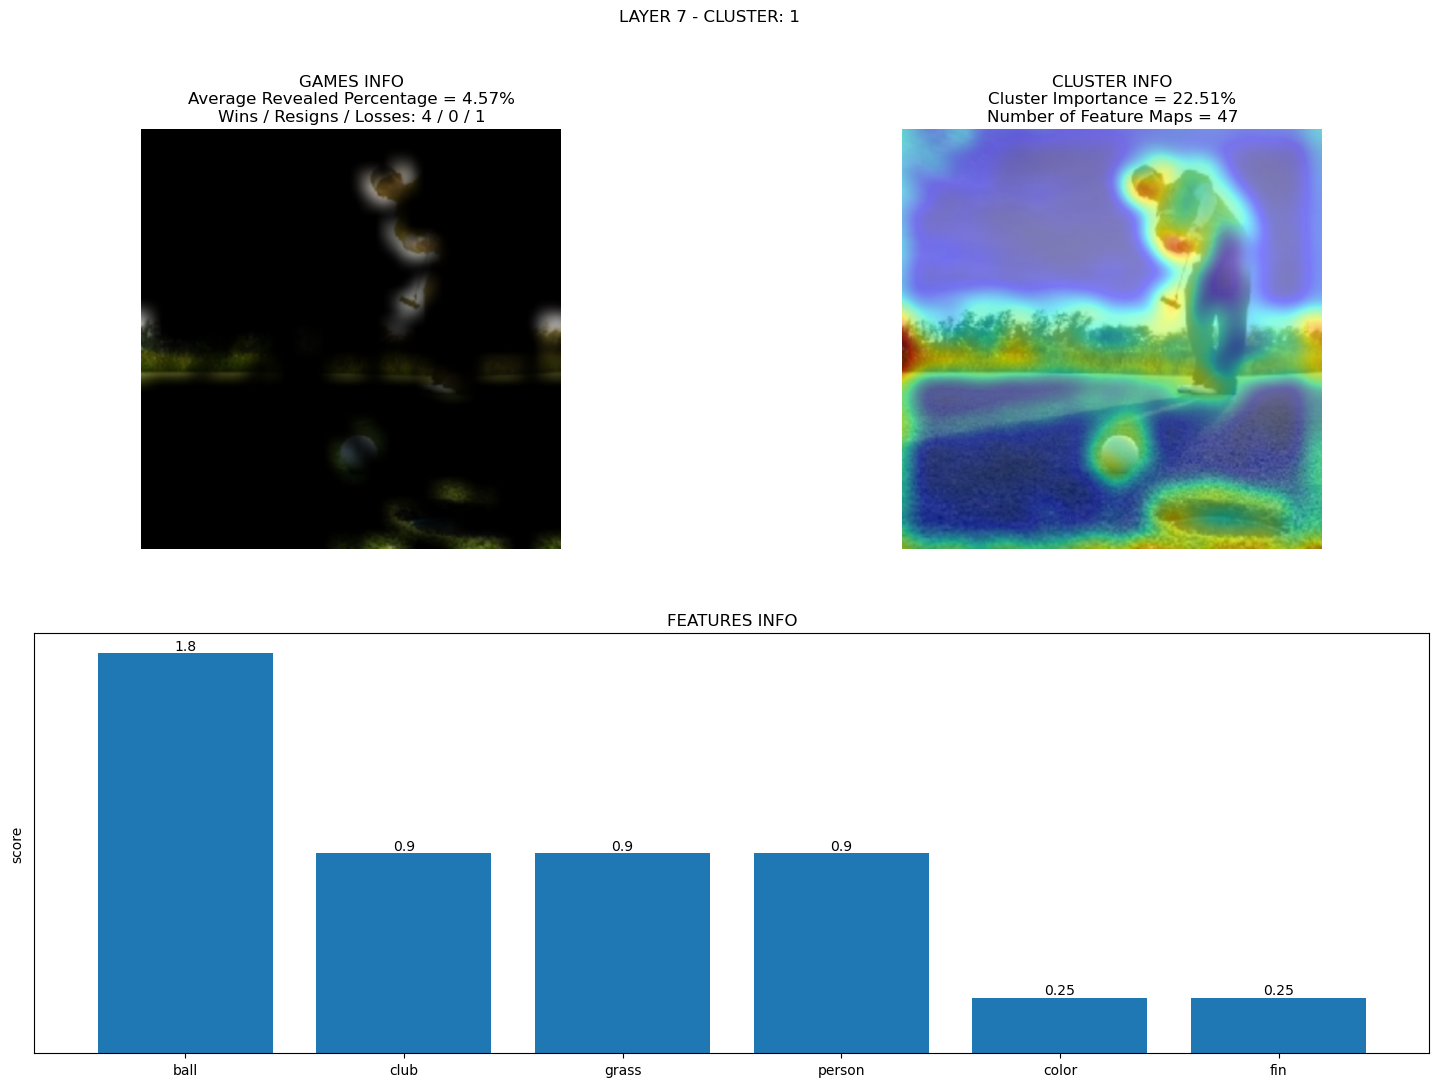 LAYER 7 - CLUSTER: 1
GAMES INFO
Average Revealed Percentage = 4.57%
Wins / Resigns / Losses: 4 / 0 / 1
CLUSTER INFO
Cluster Importance = 22.51%
Number of Feature Maps = 47
FEATURES INFO
score
1.8
0.9
0.9
0.9
0.25
0.25
ball
club
grass
person
color
fin